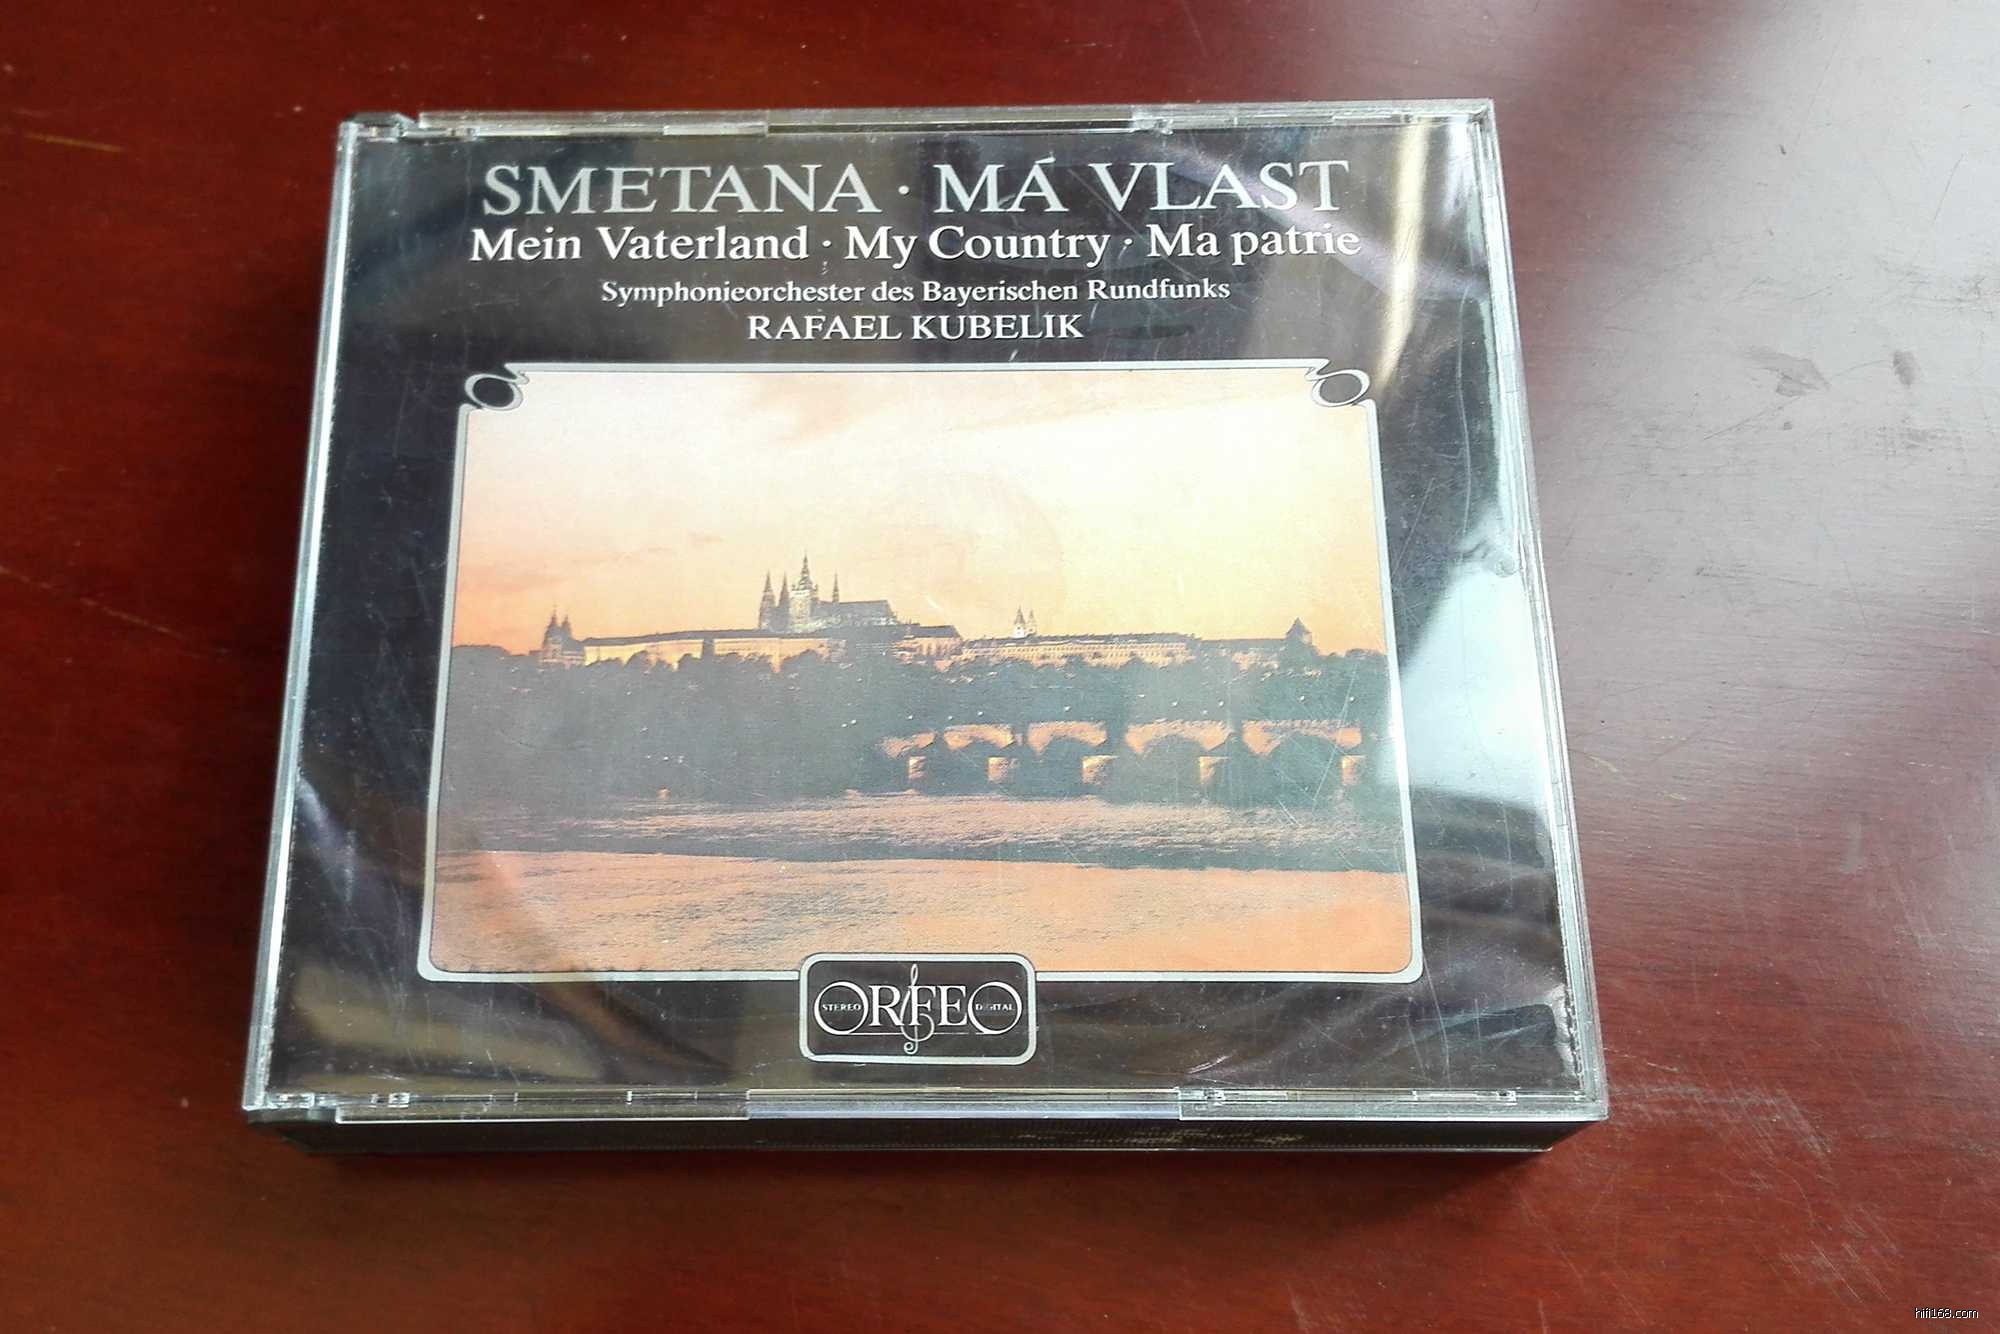 SMETANA · MÁ VLAST
Mein Vaterland · My Country · Ma patrie
Symphonieorchester des Bayerischen Rundfunks
RAFAEL KUBELIK
STEREO ORFEO DIGITAL
hifi168.com